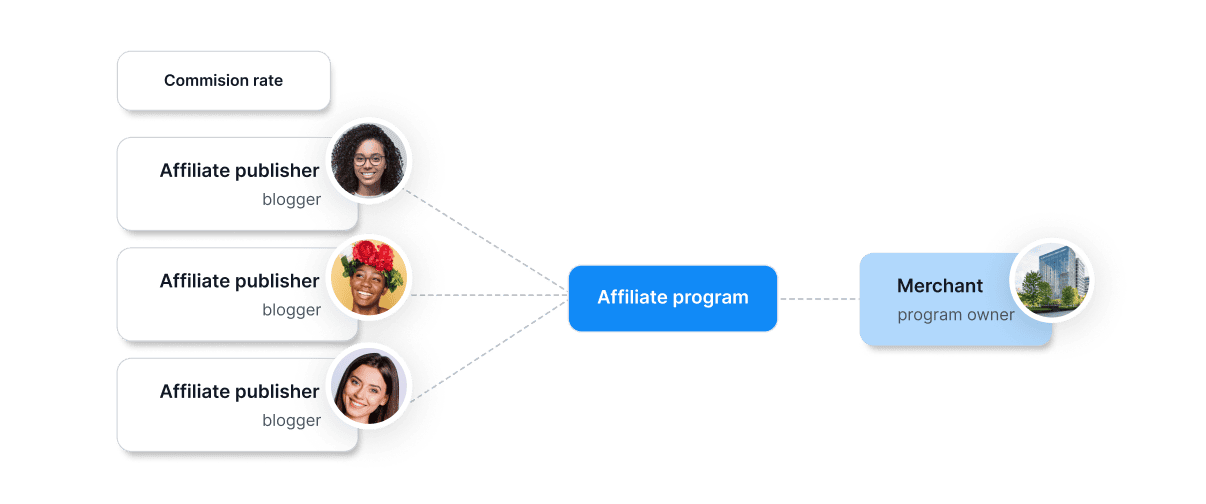 Commision rate
Affiliate publisher
blogger
Affiliate publisher
blogger
Affiliate publisher
blogger
Affiliate program
Merchant
program owner